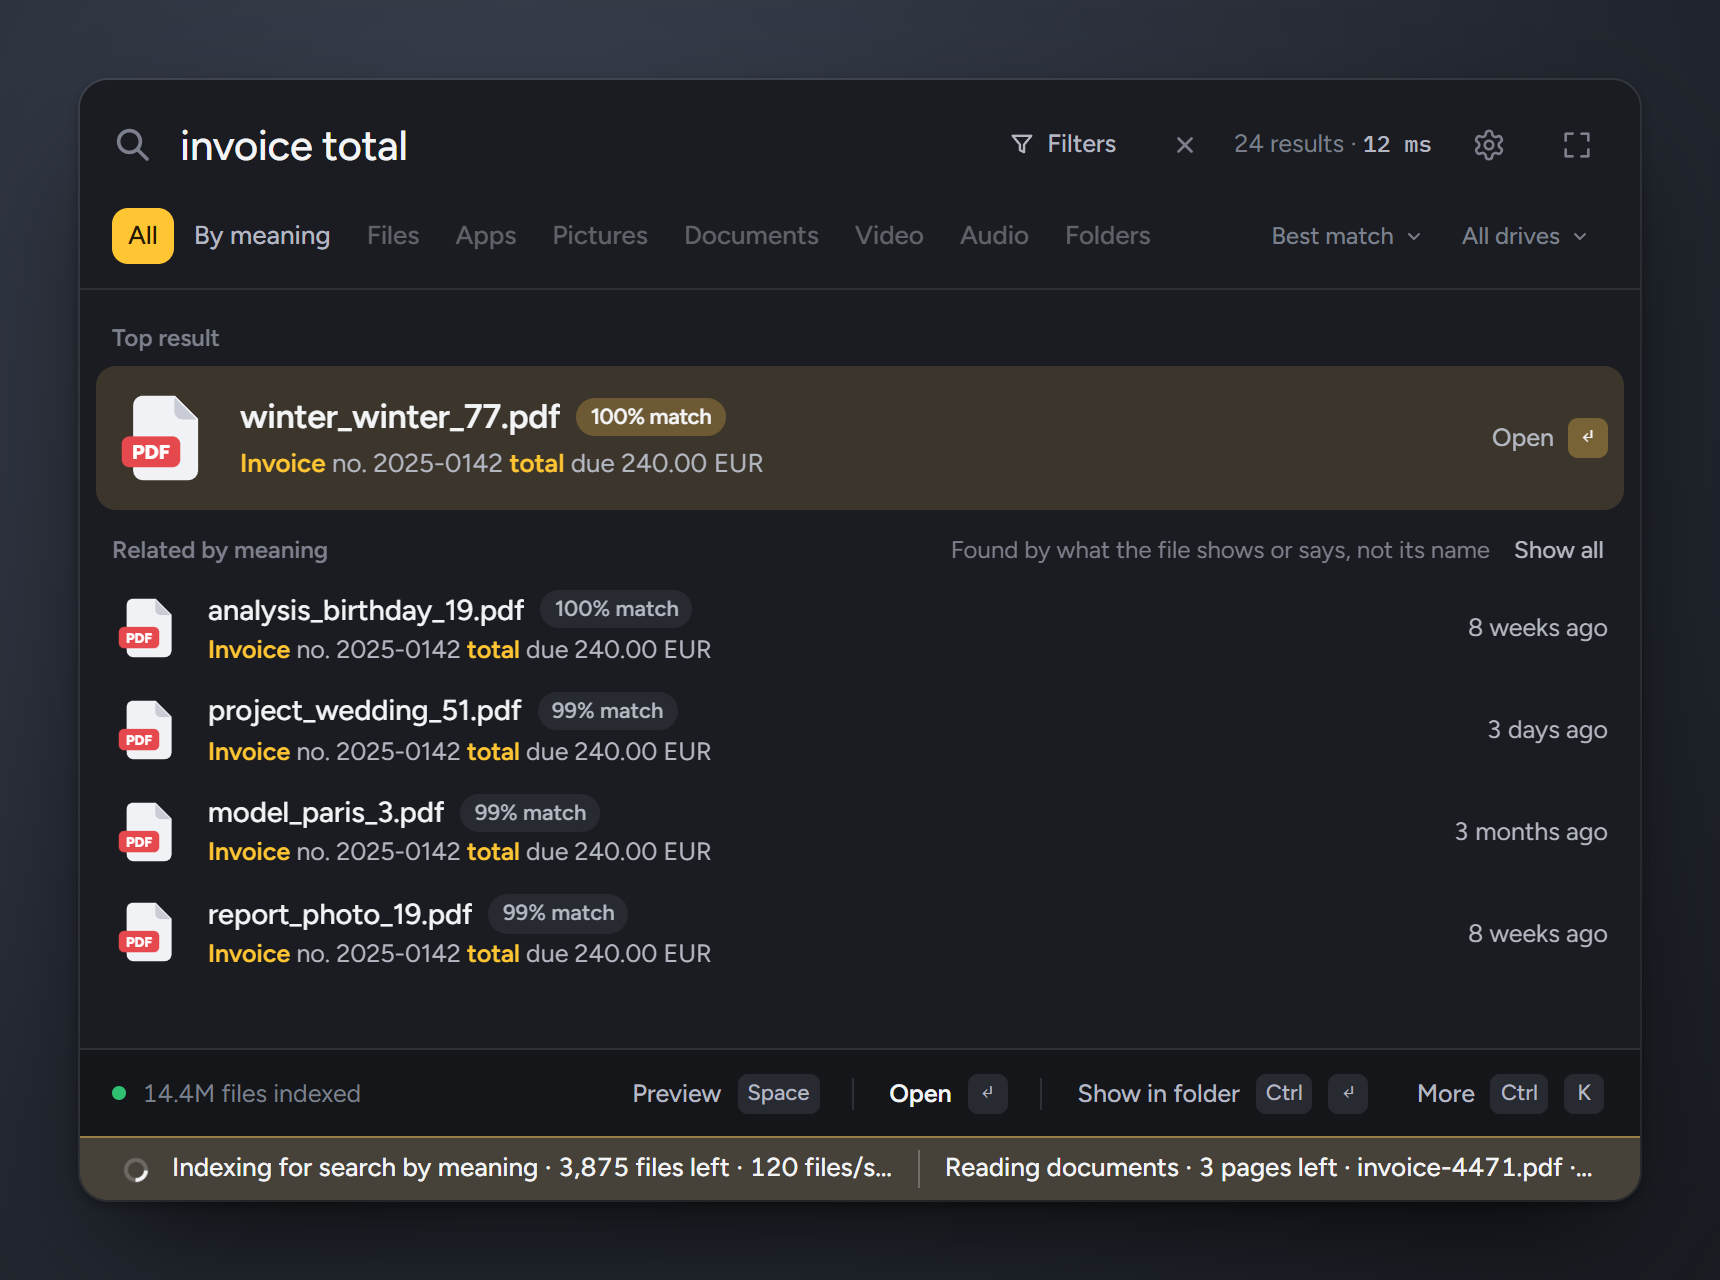 invoice total
Filters
24 results · 12 ms
All By meaning Files Apps Pictures Documents Video Audio Folders Best match All drives
Top result
PDF
winter_winter_77.pdf 100% match
Invoice no. 2025-0142 total due 240.00 EUR
Open
Related by meaning Found by what the file shows or says, not its name Show all
PDF
analysis_birthday_19.pdf 100% match
Invoice no. 2025-0142 total due 240.00 EUR
8 weeks ago
PDF
project_wedding_51.pdf 99% match
Invoice no. 2025-0142 total due 240.00 EUR
3 days ago
PDF
model_paris_3.pdf 99% match
Invoice no. 2025-0142 total due 240.00 EUR
3 months ago
PDF
report_photo_19.pdf 99% match
Invoice no. 2025-0142 total due 240.00 EUR
8 weeks ago
14.4M files indexed Preview Space Open Show in folder Ctrl More Ctrl K
Indexing for search by meaning · 3,875 files left · 120 files/s... Reading documents · 3 pages left · invoice-4471.pdf ·...